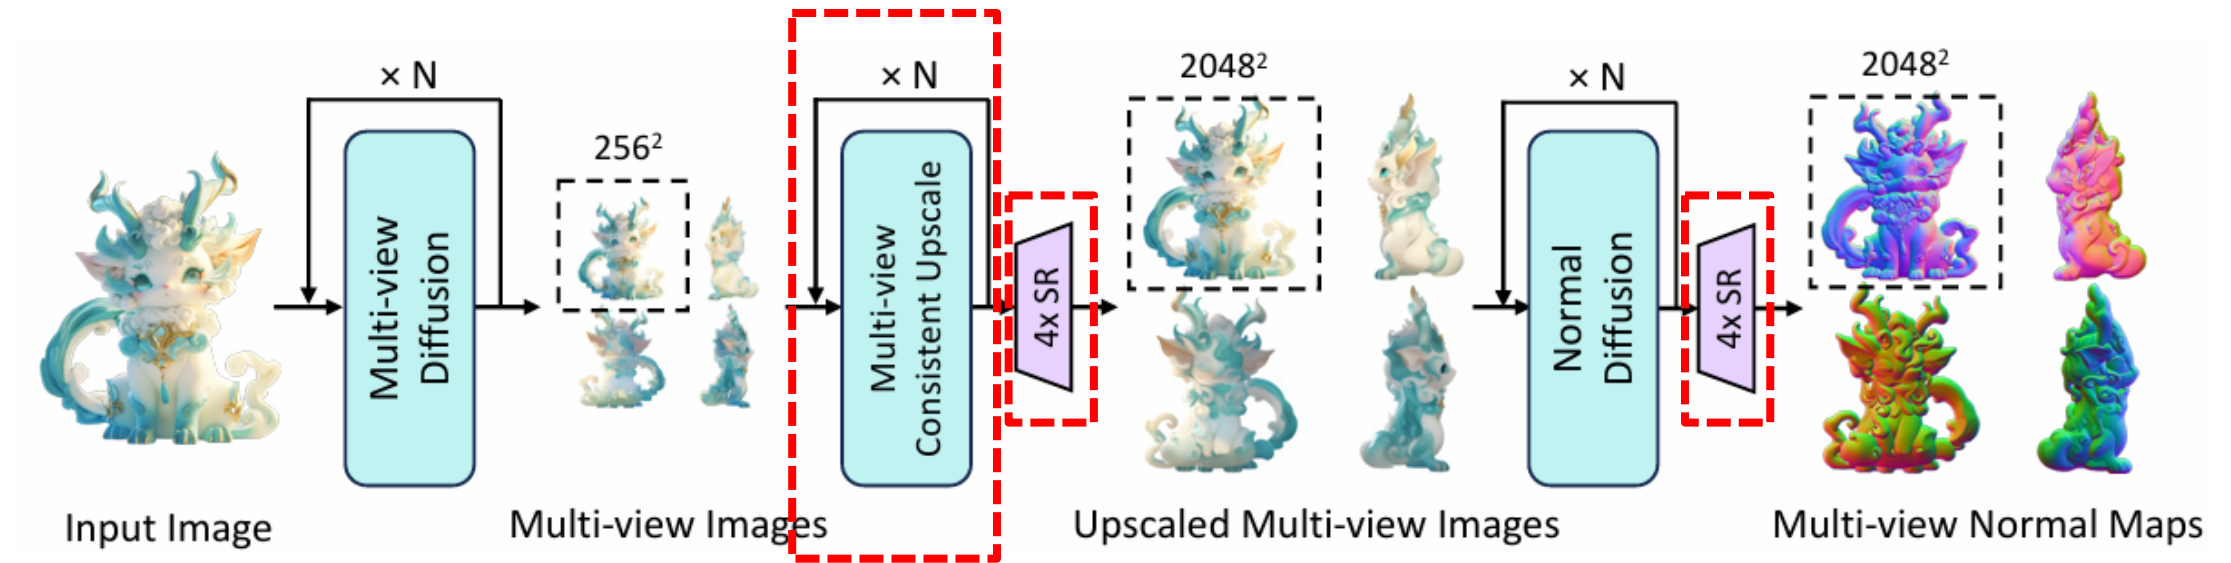 × N
Multi-view
Diffusion
256²
× N
Multi-view
Consistent Upscale
4x SR
2048²
× N
Normal
Diffusion
4x SR
2048²
Input Image
Multi-view Images
Upscaled Multi-view Images
Multi-view Normal Maps